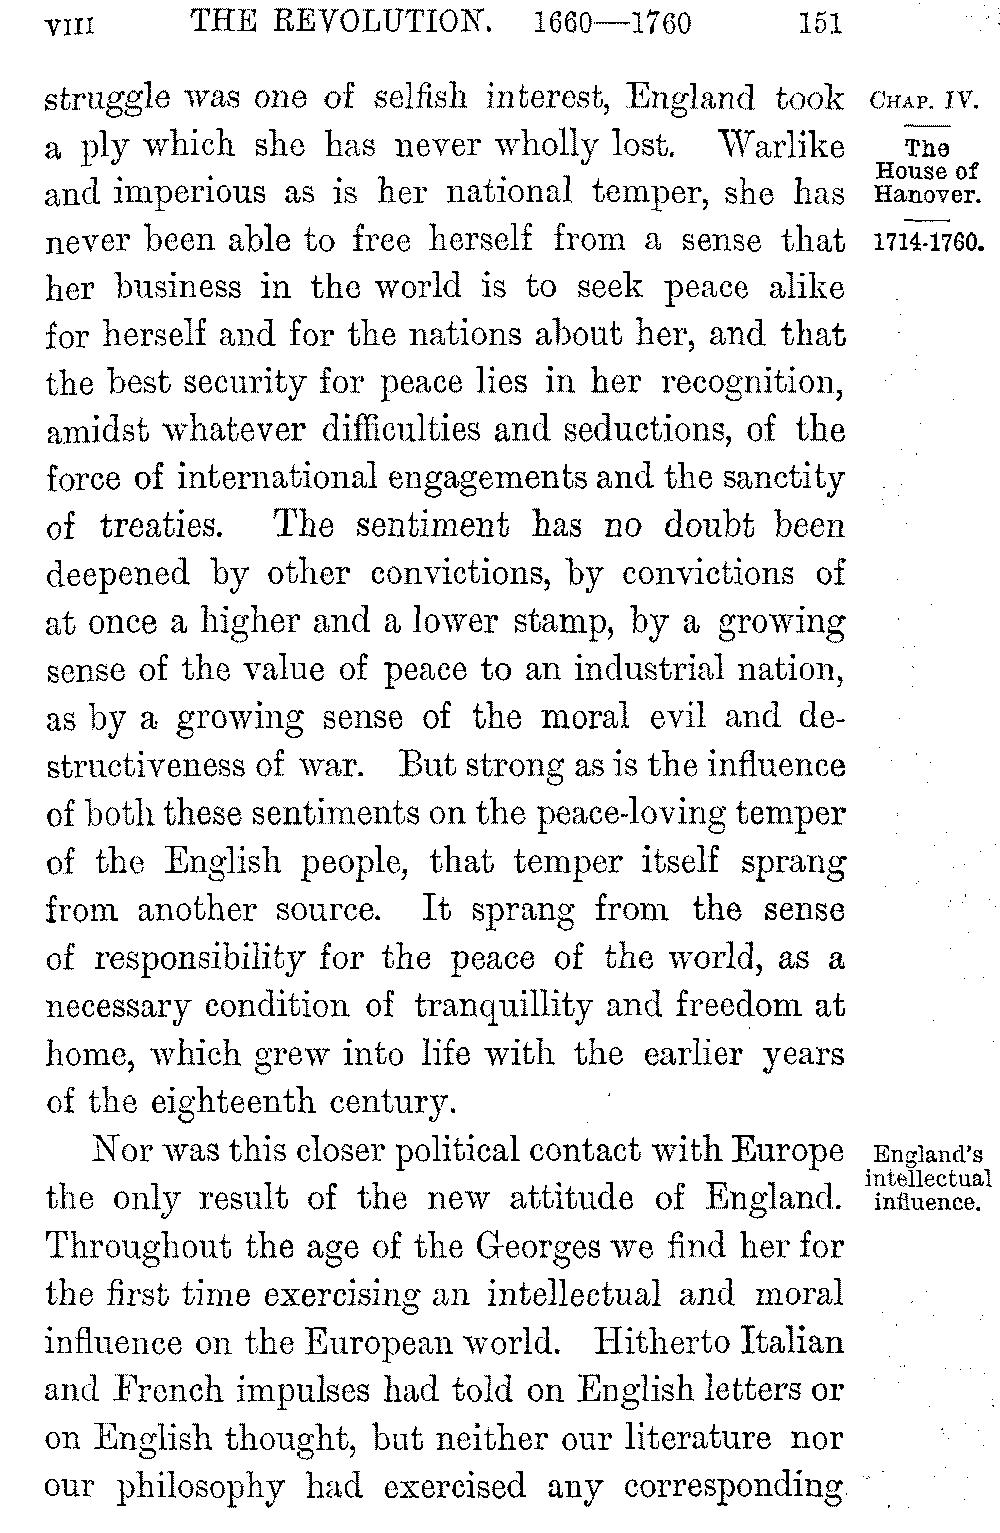 VIII THE REVOLUTION. 1660—1760 151
struggle was one of selfish interest, England took
a ply which she has never wholly lost. Warlike
and imperious as is her national temper, she has
never been able to free herself from a sense that
her business in the world is to seek peace alike
for herself and for the nations about her, and that
the best security for peace lies in her recognition,
amidst whatever difficulties and seductions, of the
force of international engagements and the sanctity
of treaties. The sentiment has no doubt been
deepened by other convictions, by convictions of
at once a higher and a lower stamp, by a growing
sense of the value of peace to an industrial nation,
as by a growing sense of the moral evil and de-
structiveness of war. But strong as is the influence
of both these sentiments on the peace-loving temper
of the English people, that temper itself sprang
from another source. It sprang from the sense
of responsibility for the peace of the world, as a
necessary condition of tranquillity and freedom at
home, which grew into life with the earlier years
of the eighteenth century.
Nor was this closer political contact with Europe
the only result of the new attitude of England.
Throughout the age of the Georges we find her for
the first time exercising an intellectual and moral
influence on the European world. Hitherto Italian
and French impulses had told on English letters or
on English thought, but neither our literature nor
our philosophy had exercised any corresponding
CHAP. IV.
The
House of
Hanover.
1714-1760.
England's
intellectual
influence.